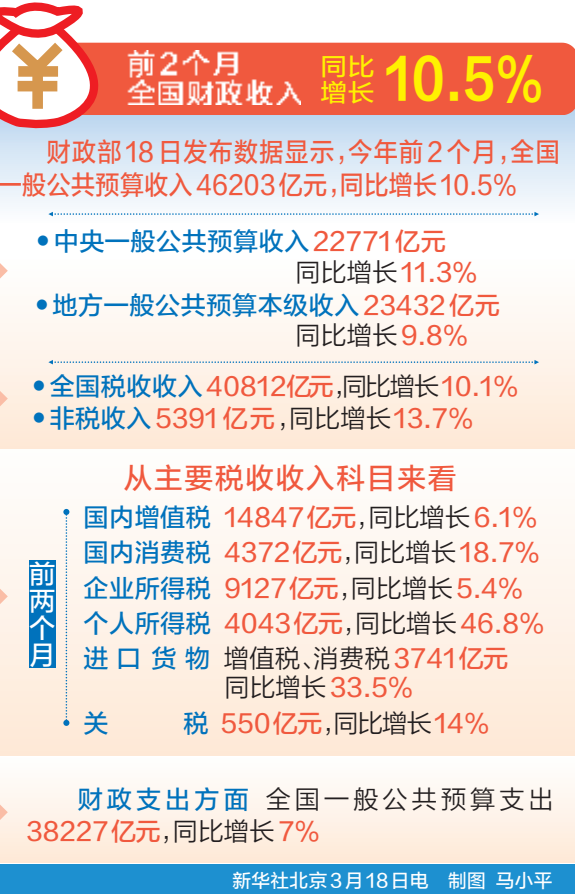 ¥
前2个月
全国财政收入
同比
增长
10.5%
财政部18日发布数据显示,今年前2个月,全国
一般公共预算收入46203亿元,同比增长10.5%
•中央一般公共预算收入22771亿元
同比增长11.3%
•地方一般公共预算本级收入23432亿元
同比增长9.8%
•全国税收收入40812亿元,同比增长10.1%
•非税收入5391亿元,同比增长13.7%
从主要税收收入科目来看
前两个月
国内增值税 14847亿元,同比增长6.1%
国内消费税 4372亿元,同比增长18.7%
企业所得税 9127亿元,同比增长5.4%
个人所得税 4043亿元,同比增长46.8%
进口货物 增值税、消费税3741亿元
同比增长33.5%
关税 550亿元,同比增长14%
财政支出方面 全国一般公共预算支出
38227亿元,同比增长7%
新华社北京3月18日电 制图 马小平